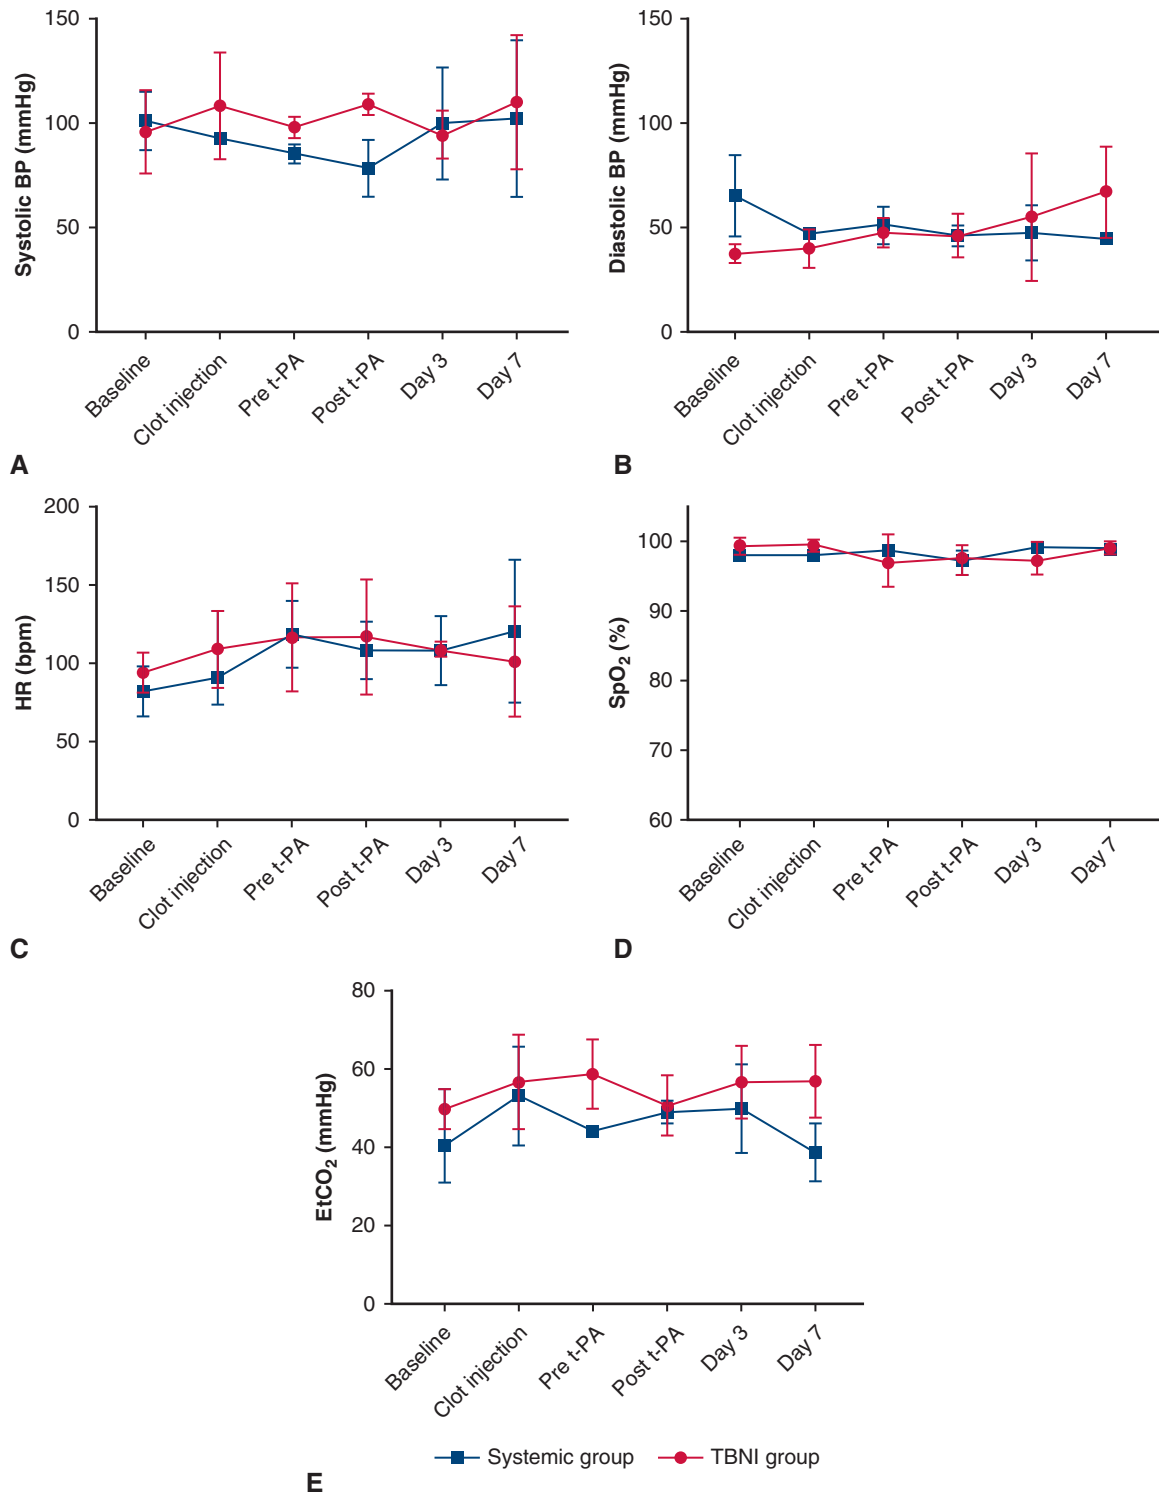 150
100
50
0
Systolic BP (mmHg)
Baseline
Clot injection
Pre t-PA
Post t-PA
Day 3
Day 7
A
150
100
50
0
Diastolic BP (mmHg)
Baseline
Clot injection
Pre t-PA
Post t-PA
Day 3
Day 7
B
200
150
100
50
0
HR (bpm)
Baseline
Clot injection
Pre t-PA
Post t-PA
Day 3
Day 7
C
100
90
80
70
60
SpO₂ (%)
Baseline
Clot injection
Pre t-PA
Post t-PA
Day 3
Day 7
D
80
60
40
20
0
EtCO₂ (mmHg)
Baseline
Clot injection
Pre t-PA
Post t-PA
Day 3
Day 7
Systemic group
TBNI group
E